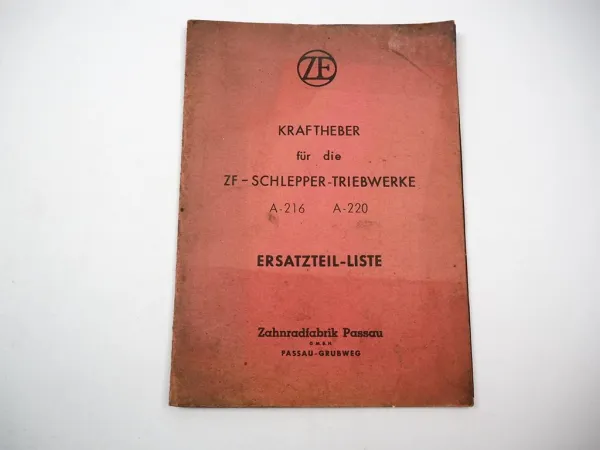 ZF
KRAFTHEBER
für die
ZF-SCHLEPPER-TRIEBWERKE
A-216 A-220
ERSATZTEIL-LISTE
Zahnradfabrik Passau
G.M.B.H.
PASSAU-GRUBWEG